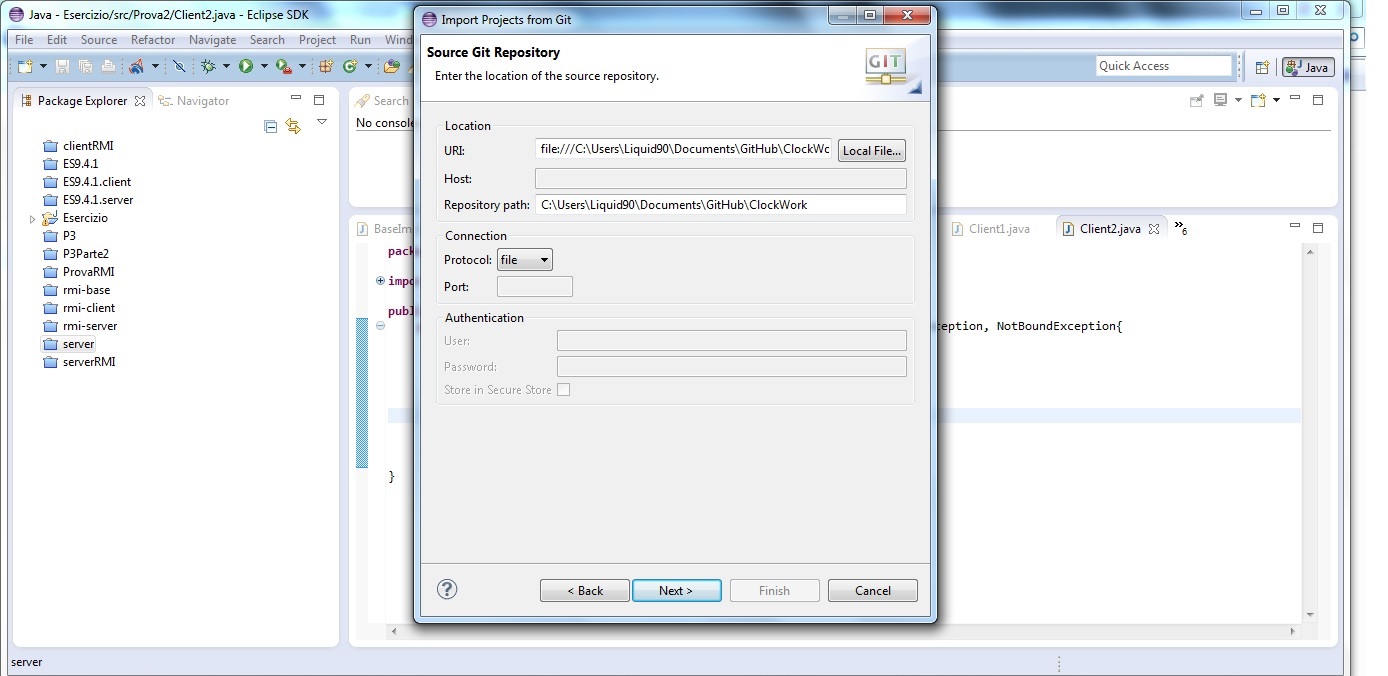 Java - Esercizio/src/Prova2/Client2.java - Eclipse SDK
File Edit Source Refactor Navigate Search Project Run Wind
Quick Access
Java
Package Explorer
Navigator
clientRMI
ES9.4.1
ES9.4.1.client
ES9.4.1.server
Esercizio
P3
P3Parte2
ProvaRMI
rmi-base
rmi-client
rmi-server
server
serverRMI
Search
No console
BaseIm
Client1.java
Client2.java
»6
pack
impo
publ
eption, NotBoundException{
}
Import Projects from Git
Source Git Repository
Enter the location of the source repository.
GIT
Location
URI: file:///C:\Users\Liquid90\Documents\GitHub\ClockWo Local File...
Host:
Repository path: C:\Users\Liquid90\Documents\GitHub\ClockWork
Connection
Protocol: file
Port:
Authentication
User:
Password:
Store in Secure Store
?
< Back Next > Finish Cancel
server